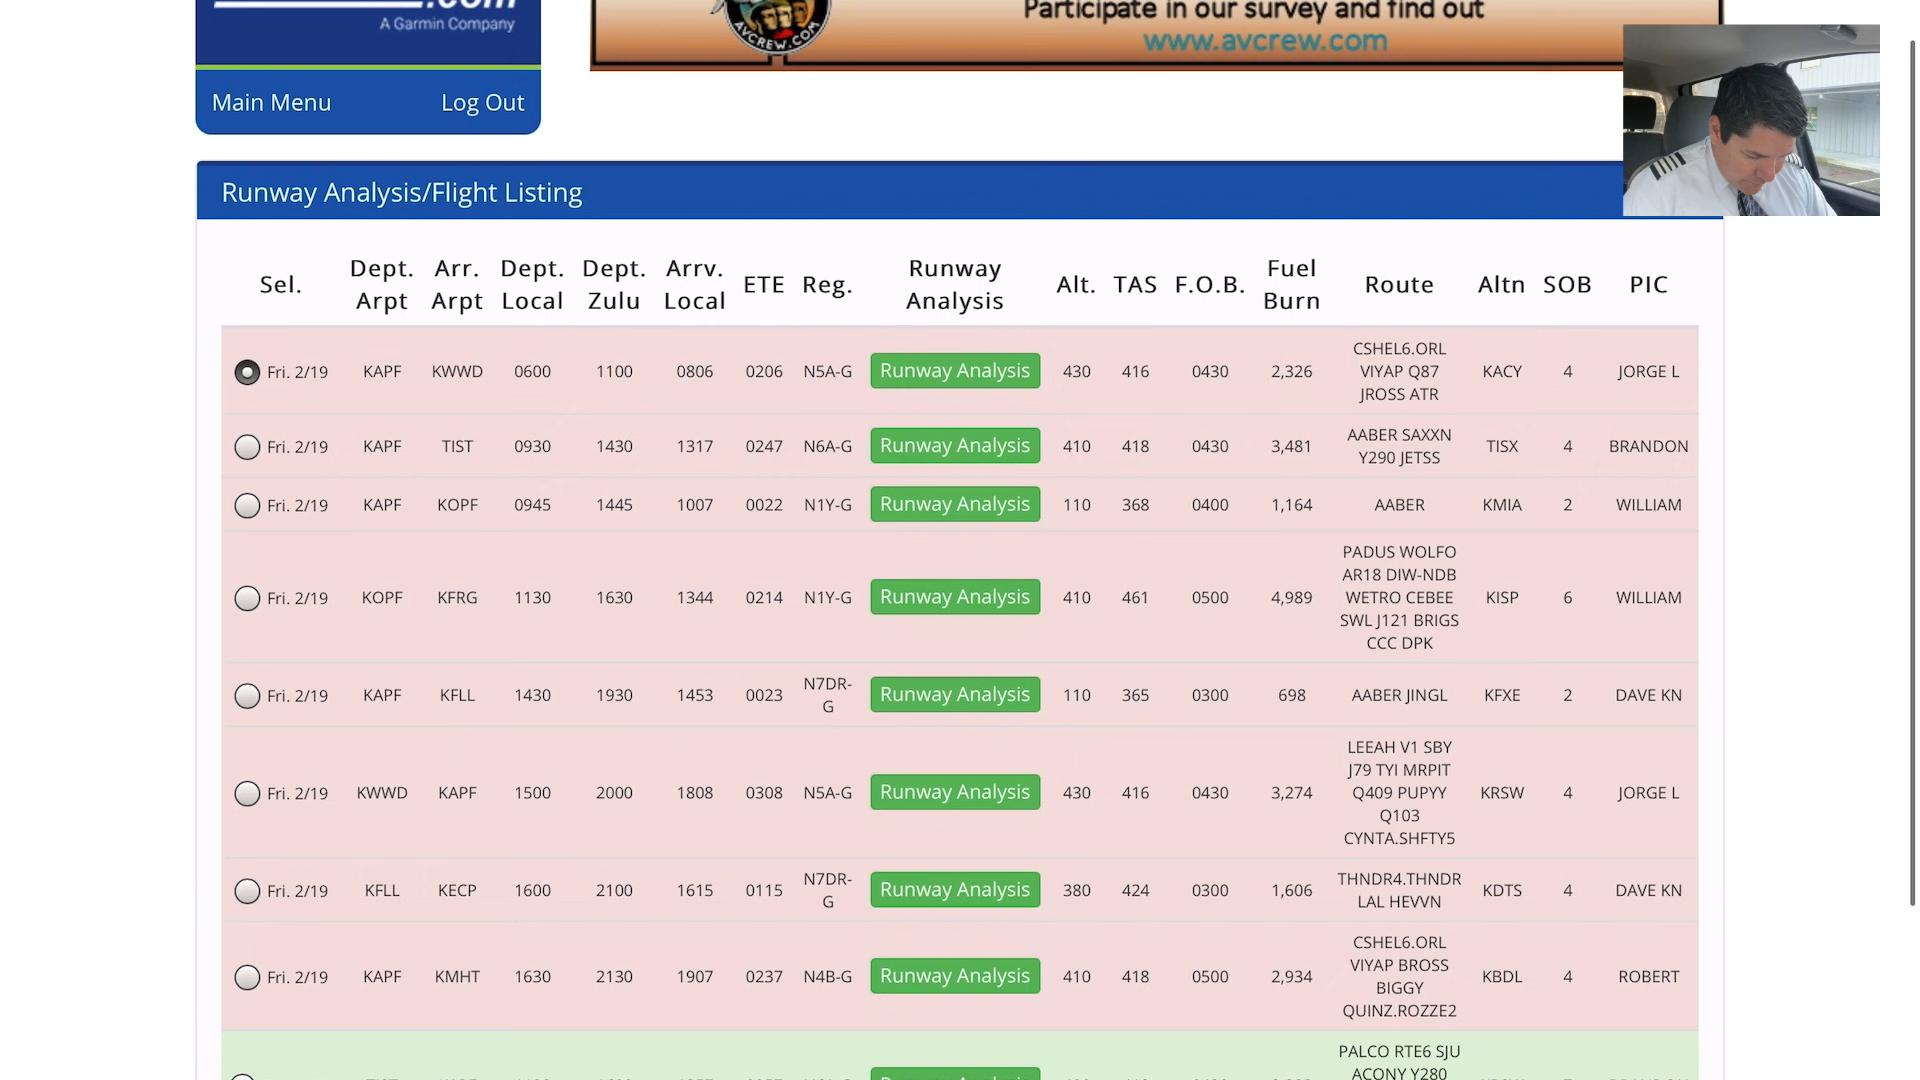 .com
A Garmin Company
AVCREW.COM
Participate in our survey and find out
www.avcrew.com
Main Menu Log Out
Runway Analysis/Flight Listing
Sel. Dept. Arpt Arr. Arpt Dept. Local Dept. Zulu Arrv. Local ETE Reg. Runway Analysis Alt. TAS F.O.B. Fuel Burn Route Altn SOB PIC
Fri. 2/19 KAPF KWWD 0600 1100 0806 0206 N5A-G Runway Analysis 430 416 0430 2,326 CSHEL6.ORL VIYAP Q87 JROSS ATR KACY 4 JORGE L
Fri. 2/19 KAPF TIST 0930 1430 1317 0247 N6A-G Runway Analysis 410 418 0430 3,481 AABER SAXXN Y290 JETSS TISX 4 BRANDON
Fri. 2/19 KAPF KOPF 0945 1445 1007 0022 N1Y-G Runway Analysis 110 368 0400 1,164 AABER KMIA 2 WILLIAM
Fri. 2/19 KOPF KFRG 1130 1630 1344 0214 N1Y-G Runway Analysis 410 461 0500 4,989 PADUS WOLFO AR18 DIW-NDB WETRO CEBEE SWL J121 BRIGS CCC DPK KISP 6 WILLIAM
Fri. 2/19 KAPF KFLL 1430 1930 1453 0023 N7DR-G Runway Analysis 110 365 0300 698 AABER JINGL KFXE 2 DAVE KN
Fri. 2/19 KWWD KAPF 1500 2000 1808 0308 N5A-G Runway Analysis 430 416 0430 3,274 LEEAH V1 SBY J79 TYI MRPIT Q409 PUPYY Q103 CYNTA.SHFTY5 KRSW 4 JORGE L
Fri. 2/19 KFLL KECP 1600 2100 1615 0115 N7DR-G Runway Analysis 380 424 0300 1,606 THNDR4.THNDR LAL HEVVN KDTS 4 DAVE KN
Fri. 2/19 KAPF KMHT 1630 2130 1907 0237 N4B-G Runway Analysis 410 418 0500 2,934 CSHEL6.ORL VIYAP BROSS BIGGY QUINZ.ROZZE2 KBDL 4 ROBERT
PALCO RTE6 SJU
ACONY Y280